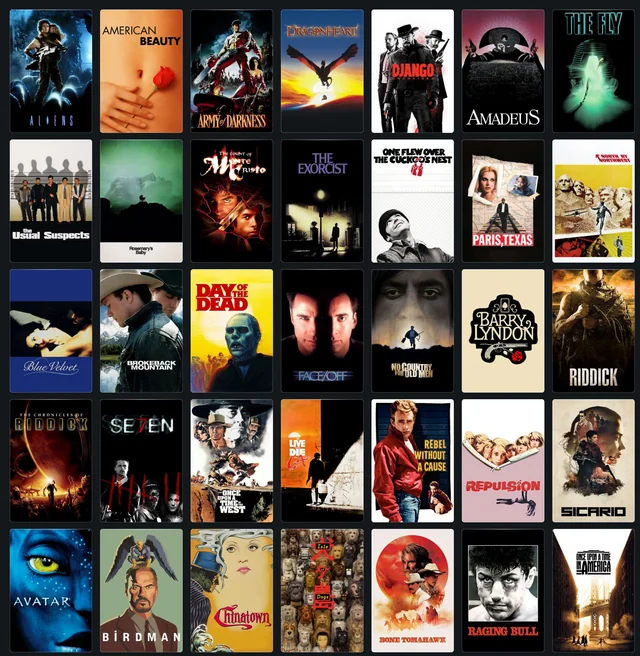 ALIENS
AMERICAN
BEAUTY
ARMY of DARKNESS
DRAGONHEART
DJANGO
AMADEUS
THE FLY
the
Usual Suspects
Rosemary's
Baby
the count of
Monte
Cristo
THE
EXORCIST
ONE FLEW OVER
THE CUCKOO'S NEST
PARIS, TEXAS
NORTH BY
NORTHWEST
Blue Velvet
BROKEBACK
MOUNTAIN
DAY OF THE
DEAD
FACE/OFF
NO COUNTRY
FOR OLD MEN
BARRY
LYNDON
RIDDICK
THE CHRONICLES OF
RIDDICK
SE7EN
ONCE
UPON A
TIME IN THE
WEST
LIVE
DIE
LA
REBEL
WITHOUT
A CAUSE
REPULSION
SICARIO
AVATAR
BIRDMAN
Chinatown
Isle
of
Dogs
BONE TOMAHAWK
RAGING BULL
ONCE UPON A TIME
IN AMERICA